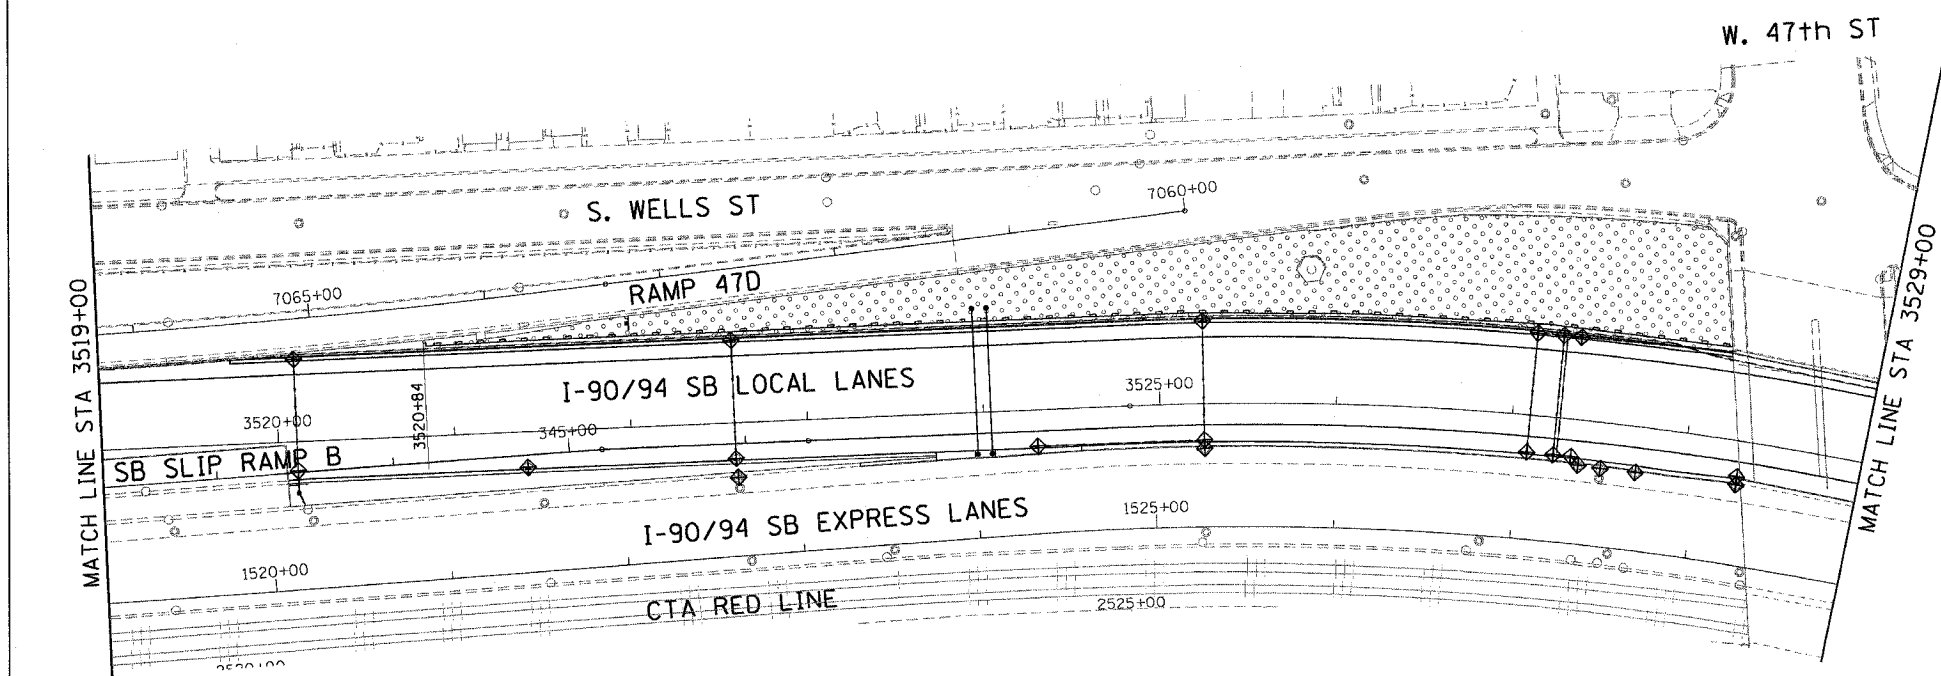 W. 47th ST
S. WELLS ST
7060+00
7065+00
RAMP 47D
MATCH LINE STA 3519+00
MATCH LINE STA 3529+00
I-90/94 SB LOCAL LANES
3525+00
3520+00
3520+84
345+00
SB SLIP RAMP B
I-90/94 SB EXPRESS LANES
1525+00
1520+00
CTA RED LINE
2525+00